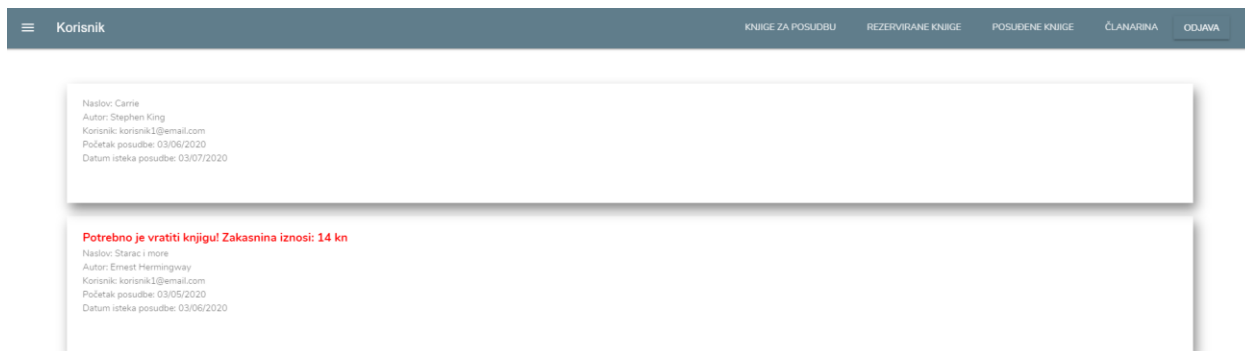 Korisnik
KNJIGE ZA POSUDBU
REZERVIRANE KNJIGE
POSUĐENE KNJIGE
ČLANARINA
ODJAVA
Naslov: Carrie
Autor: Stephen King
Korisnik: korisnik1@email.com
Početak posudbe: 03/06/2020
Datum isteka posudbe: 03/07/2020
Potrebno je vratiti knjigu! Zakasnina iznosi: 14 kn
Naslov: Starac i more
Autor: Ernest Hermingway
Korisnik: korisnik1@email.com
Početak posudbe: 03/05/2020
Datum isteka posudbe: 03/06/2020